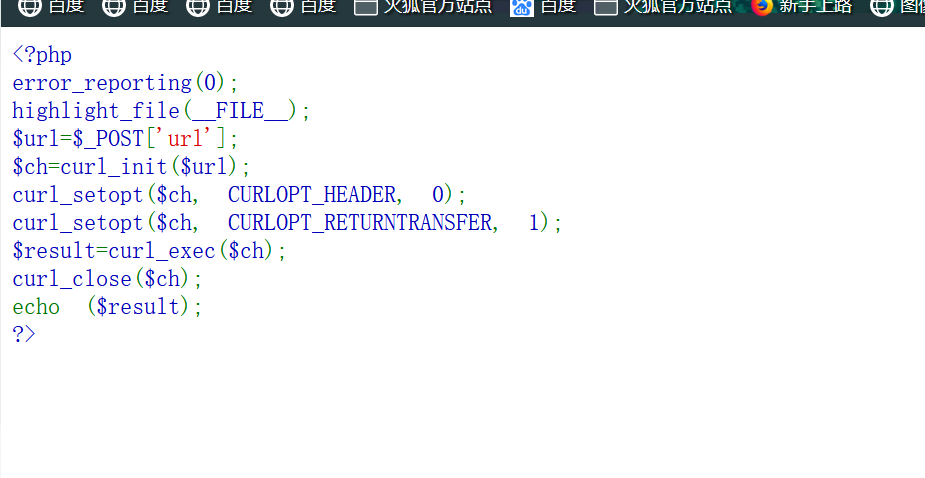 百度 百度 百度 百度 火狐官方站点 百度 火狐官方站点 新手上路
<?php
error_reporting(0);
highlight_file(__FILE__);
$url=$_POST['url'];
$ch=curl_init($url);
curl_setopt($ch, CURLOPT_HEADER, 0);
curl_setopt($ch, CURLOPT_RETURNTRANSFER, 1);
$result=curl_exec($ch);
curl_close($ch);
echo ($result);
?>